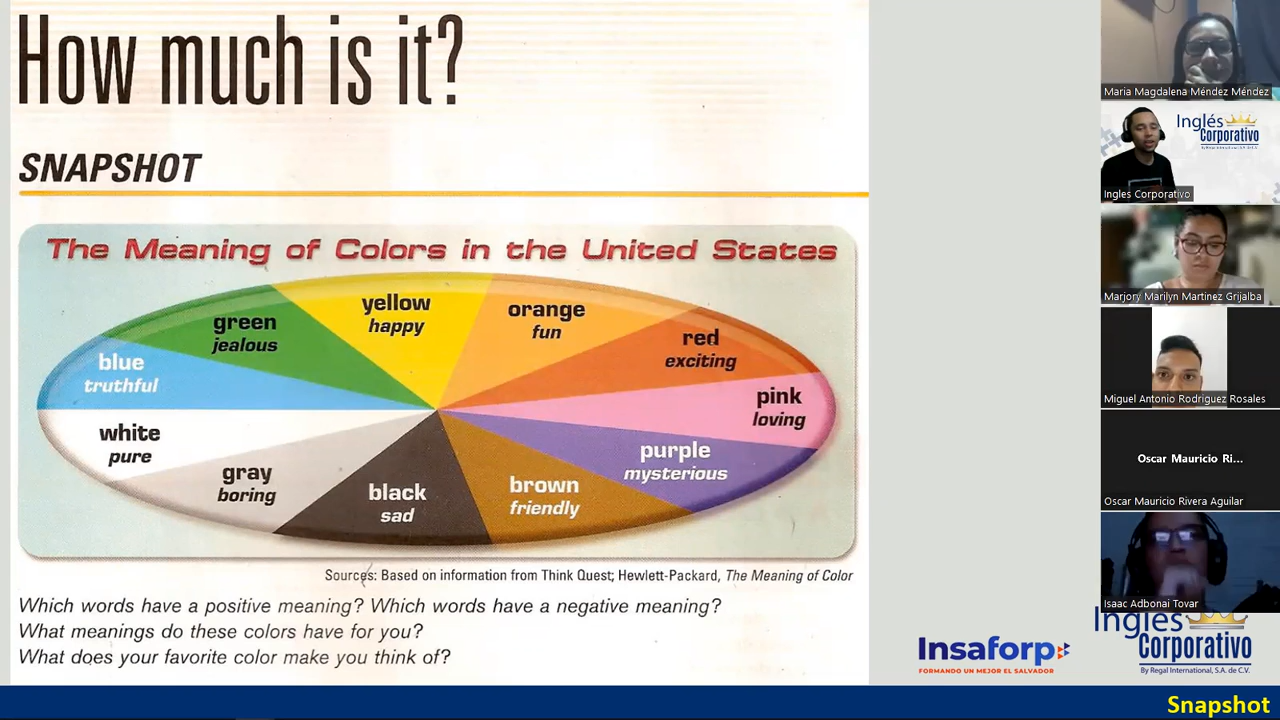 How much is it?
SNAPSHOT
The Meaning of Colors in the United States
yellow
happy
orange
fun
green
jealous
red
exciting
blue
truthful
pink
loving
white
pure
purple
mysterious
gray
boring
black
sad
brown
friendly
Sources: Based on information from Think Quest; Hewlett-Packard, The Meaning of Color
Which words have a positive meaning? Which words have a negative meaning?
What meanings do these colors have for you?
What does your favorite color make you think of?
Maria Magdalena Méndez Méndez
Inglés
Corporativo
By Regal International, S.A. de C.V.
Ingles Corporativo
Marjory Marilyn Martinez Grijalba
Miguel Antonio Rodriguez Rosales
Oscar Mauricio Ri...
Oscar Mauricio Rivera Aguilar
Isaac Adbonai Tovar
Insaforp
FORMANDO UN MEJOR EL SALVADOR
Inglés
Corporativo
By Regal International, S.A. de C.V.
Snapshot